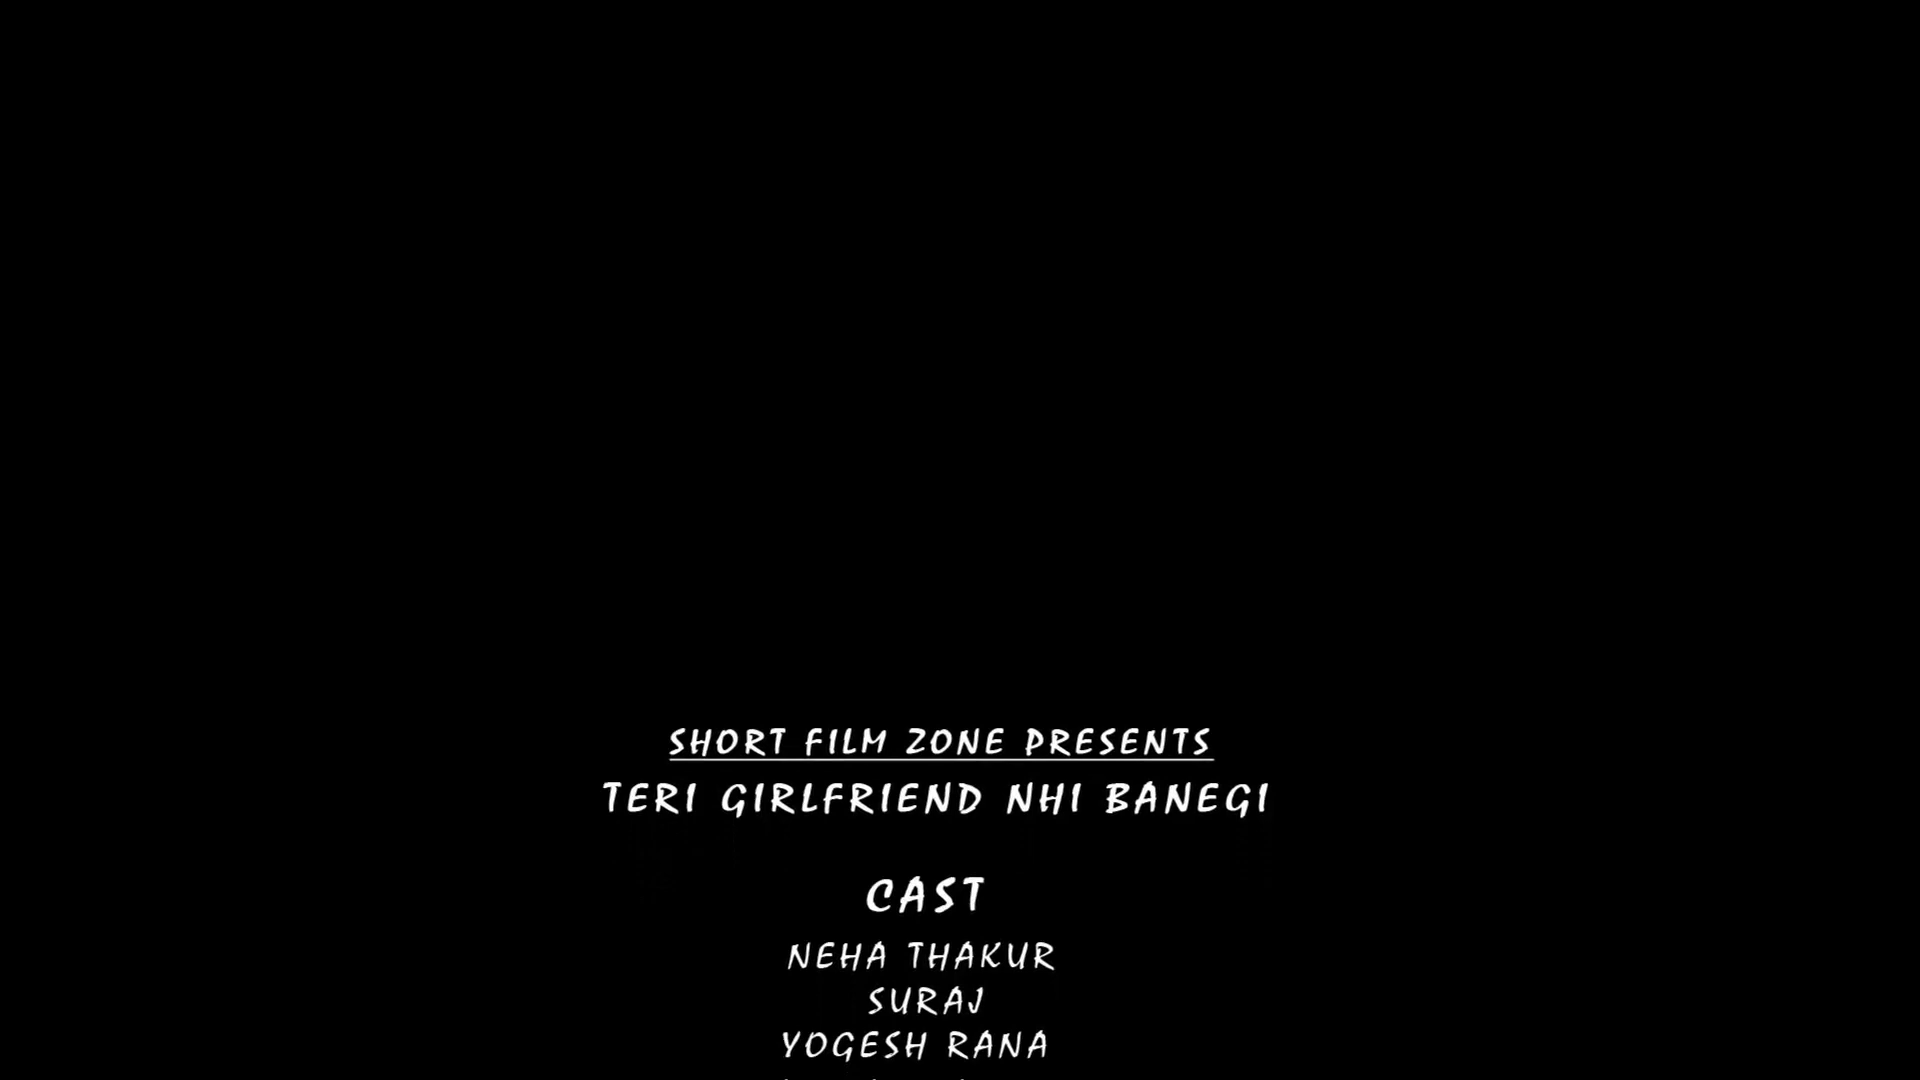 SHORT FILM ZONE PRESENTS
TERI GIRLFRIEND NHI BANEGI
CAST
NEHA THAKUR
SURAJ
YOGESH RANA